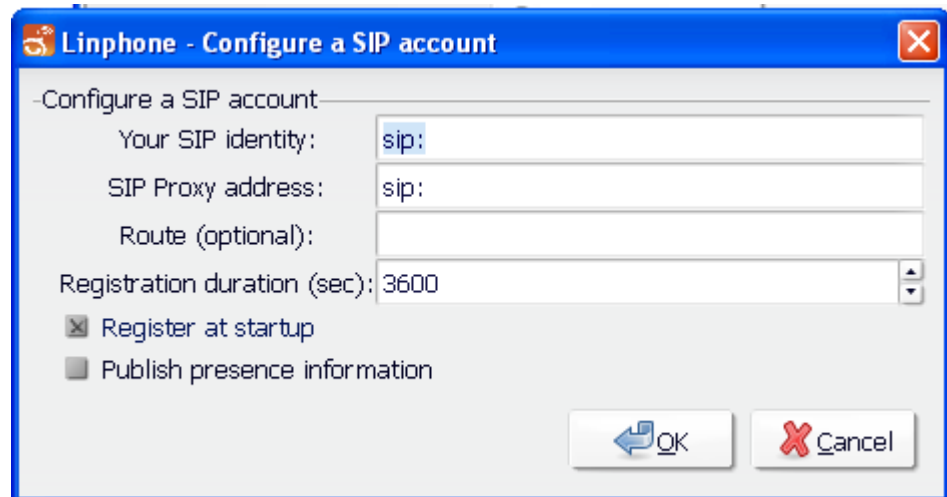 Linphone - Configure a SIP account
Configure a SIP account
Your SIP identity: sip:
SIP Proxy address: sip:
Route (optional):
Registration duration (sec): 3600
Register at startup
Publish presence information
OK Cancel